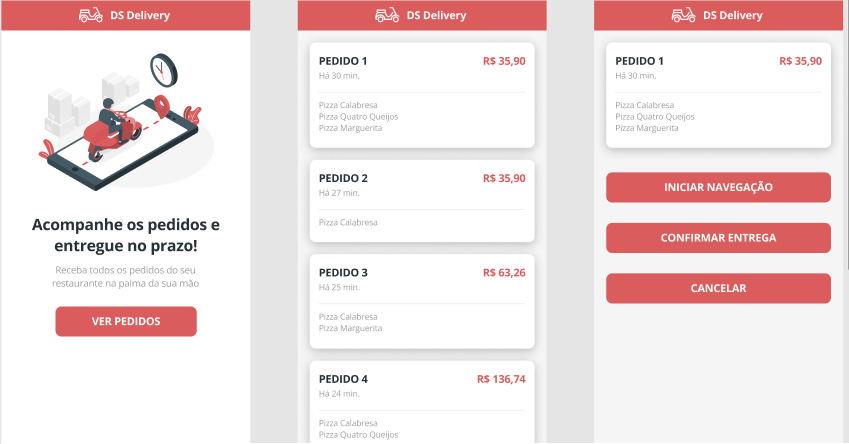 DS Delivery
Acompanhe os pedidos e
entregue no prazo!
Receba todos os pedidos do seu
restaurante na palma da sua mão
VER PEDIDOS
DS Delivery
PEDIDO 1 R$ 35,90
Há 30 min.
Pizza Calabresa
Pizza Quatro Queijos
Pizza Marguerita
PEDIDO 2 R$ 35,90
Há 27 min.
Pizza Calabresa
PEDIDO 3 R$ 63,26
Há 25 min.
Pizza Calabresa
Pizza Marguerita
PEDIDO 4 R$ 136,74
Há 24 min.
Pizza Calabresa
Pizza Quatro Queijos
DS Delivery
PEDIDO 1 R$ 35,90
Há 30 min.
Pizza Calabresa
Pizza Quatro Queijos
Pizza Marguerita
INICIAR NAVEGAÇÃO
CONFIRMAR ENTREGA
CANCELAR